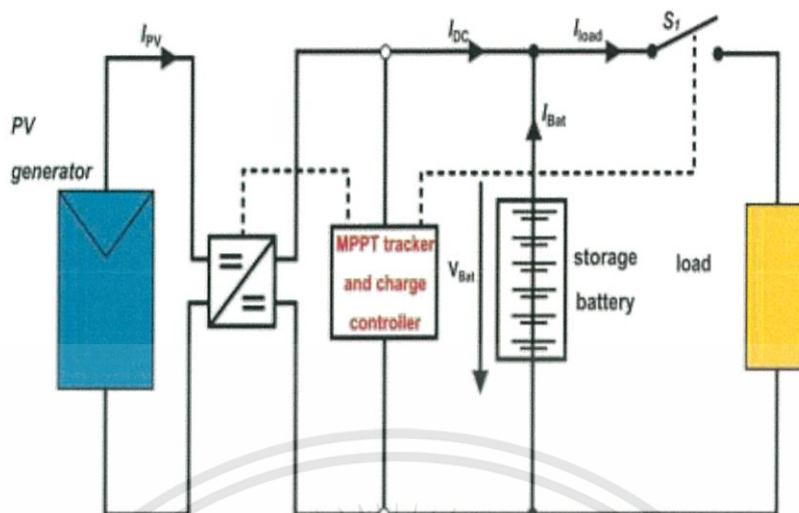 I_PV
I_DC
I_load
S_1
PV
generator
I_Bat
MPPT tracker
and charge
controller
V_Bat
storage
battery
load